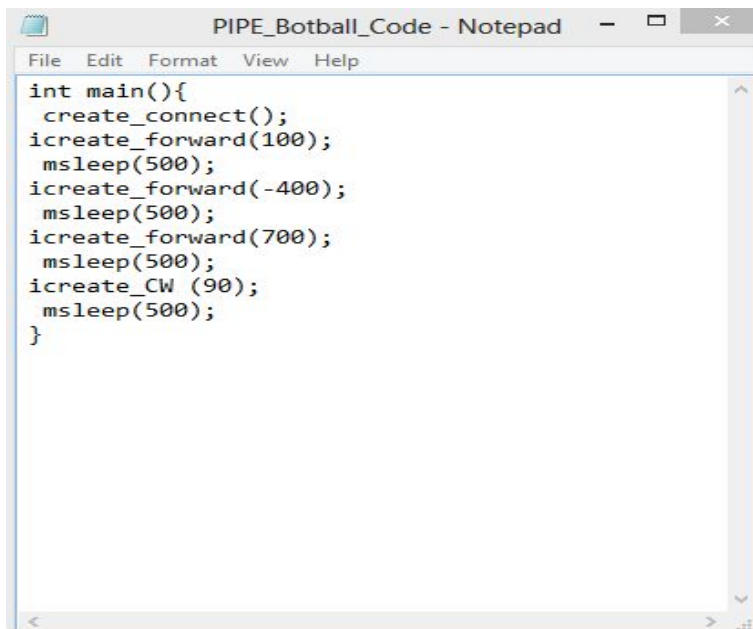 PIPE_Botball_Code - Notepad
File Edit Format View Help
int main(){
 create_connect();
icreate_forward(100);
 msleep(500);
icreate_forward(-400);
 msleep(500);
icreate_forward(700);
 msleep(500);
icreate_CW (90);
 msleep(500);
}